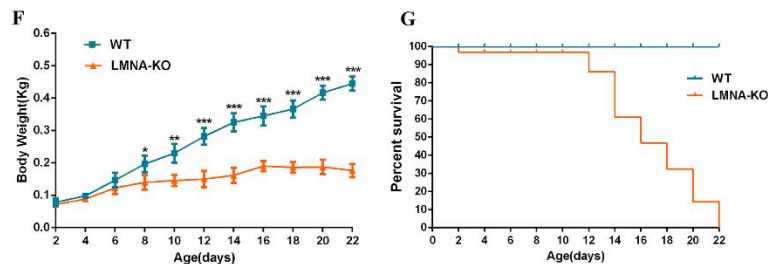 F
WT
LMNA-KO
Body Weight(Kg)
0.6
0.5
0.4
0.3
0.2
0.1
0.0
* ** *** *** *** *** *** ***
2 4 6 8 10 12 14 16 18 20 22
Age(days)
G
WT
LMNA-KO
Percent survival
100
90
80
70
60
50
40
30
20
10
0
0 2 4 6 8 10 12 14 16 18 20 22
Age(days)